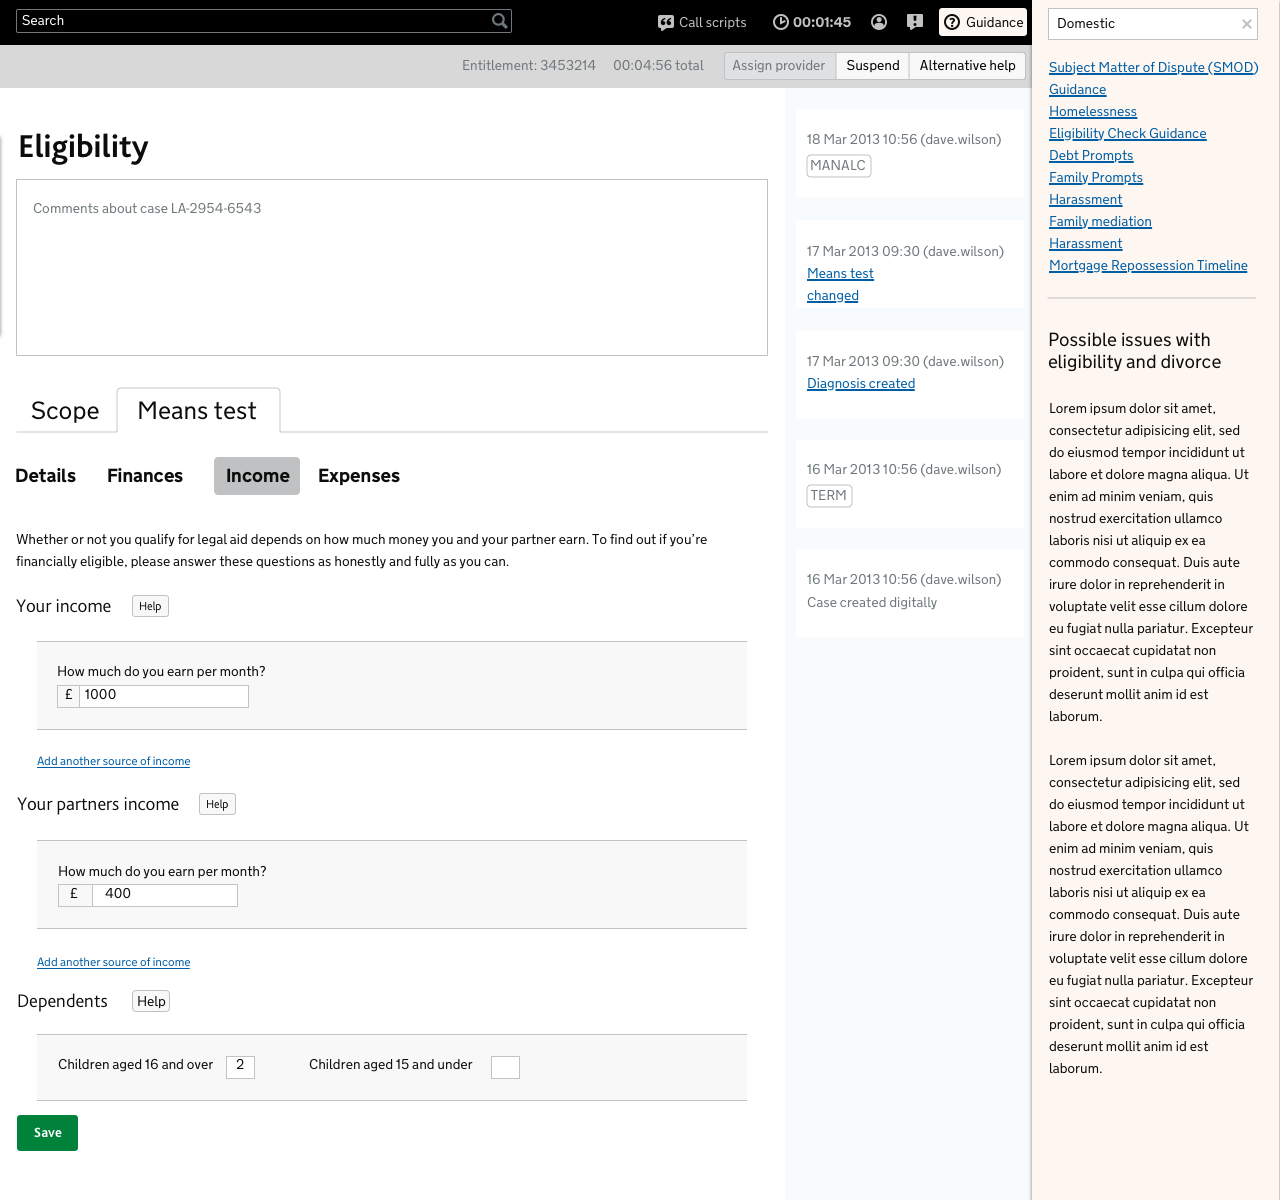 Search
Call scripts
00:01:45
Guidance
Entitlement: 3453214
00:04:56 total
Assign provider
Suspend
Alternative help
Eligibility
Comments about case LA-2954-6543
Scope
Means test
Details
Finances
Income
Expenses
Whether or not you qualify for legal aid depends on how much money you and your partner earn. To find out if you’re
financially eligible, please answer these questions as honestly and fully as you can.
Your income
Help
How much do you earn per month?
£ 1000
Add another source of income
Your partners income
Help
How much do you earn per month?
£ 400
Add another source of income
Dependents
Help
Children aged 16 and over 2
Children aged 15 and under
Save
18 Mar 2013 10:56 (dave.wilson)
MANALC
17 Mar 2013 09:30 (dave.wilson)
Means test
changed
17 Mar 2013 09:30 (dave.wilson)
Diagnosis created
16 Mar 2013 10:56 (dave.wilson)
TERM
16 Mar 2013 10:56 (dave.wilson)
Case created digitally
Domestic
Subject Matter of Dispute (SMOD)
Guidance
Homelessness
Eligibility Check Guidance
Debt Prompts
Family Prompts
Harassment
Family mediation
Harassment
Mortgage Repossession Timeline
Possible issues with
eligibility and divorce
Lorem ipsum dolor sit amet,
consectetur adipisicing elit, sed
do eiusmod tempor incididunt ut
labore et dolore magna aliqua. Ut
enim ad minim veniam, quis
nostrud exercitation ullamco
laboris nisi ut aliquip ex ea
commodo consequat. Duis aute
irure dolor in reprehenderit in
voluptate velit esse cillum dolore
eu fugiat nulla pariatur. Excepteur
sint occaecat cupidatat non
proident, sunt in culpa qui officia
deserunt mollit anim id est
laborum.
Lorem ipsum dolor sit amet,
consectetur adipisicing elit, sed
do eiusmod tempor incididunt ut
labore et dolore magna aliqua. Ut
enim ad minim veniam, quis
nostrud exercitation ullamco
laboris nisi ut aliquip ex ea
commodo consequat. Duis aute
irure dolor in reprehenderit in
voluptate velit esse cillum dolore
eu fugiat nulla pariatur. Excepteur
sint occaecat cupidatat non
proident, sunt in culpa qui officia
deserunt mollit anim id est
laborum.